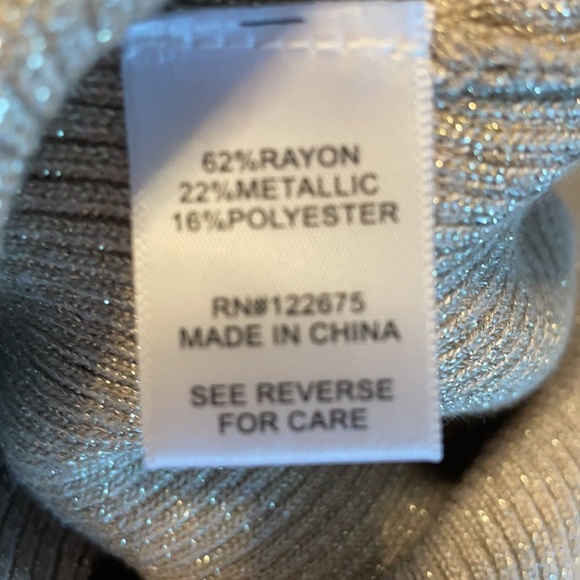 62%RAYON
22%METALLIC
16%POLYESTER
RN#122675
MADE IN CHINA
SEE REVERSE
FOR CARE